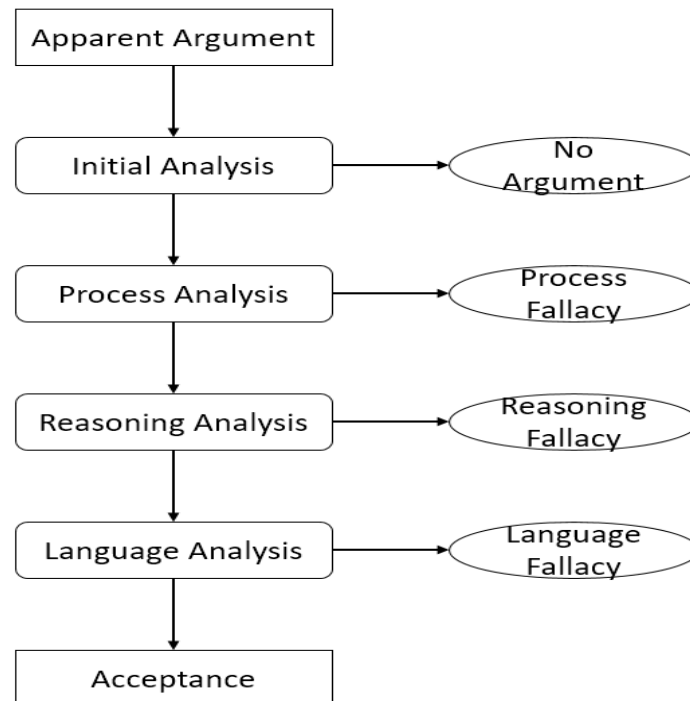 Apparent Argument
Initial Analysis
No
Argument
Process Analysis
Process
Fallacy
Reasoning Analysis
Reasoning
Fallacy
Language Analysis
Language
Fallacy
Acceptance